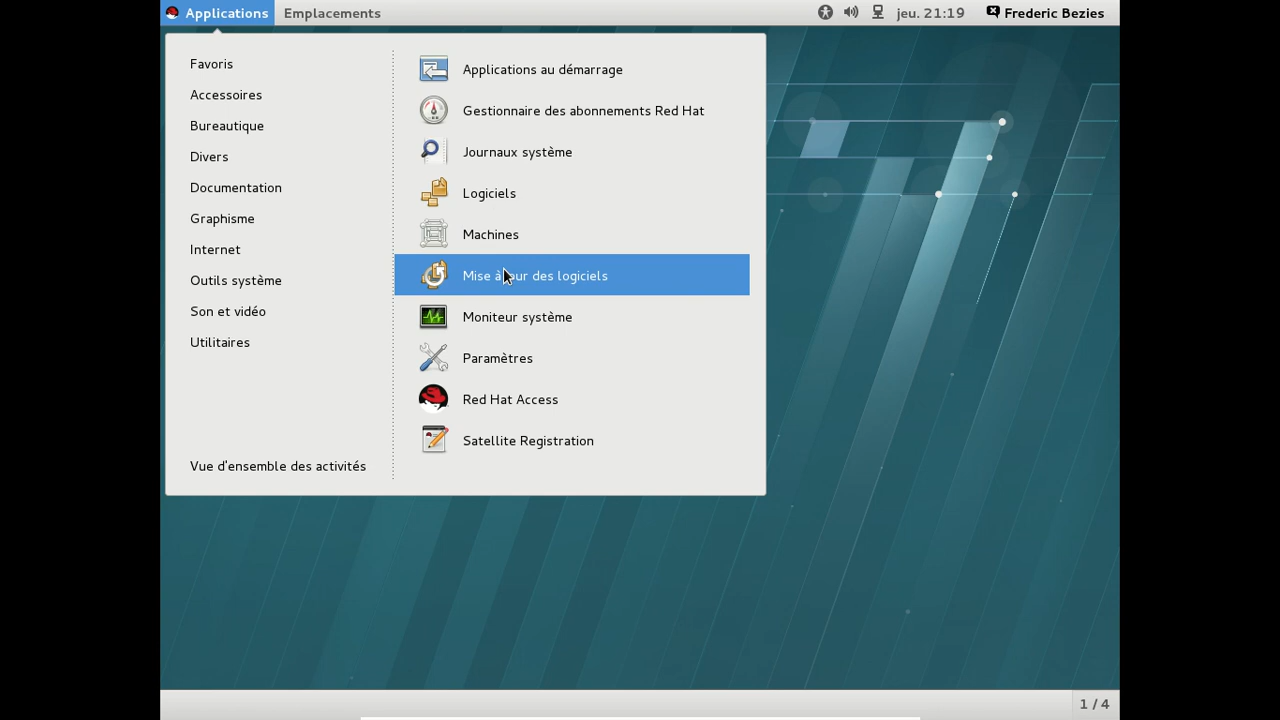 Applications
Emplacements
jeu. 21:19
Frederic Bezies
Favoris
Accessoires
Bureautique
Divers
Documentation
Graphisme
Internet
Outils système
Son et vidéo
Utilitaires
Vue d'ensemble des activités
Applications au démarrage
Gestionnaire des abonnements Red Hat
Journaux système
Logiciels
Machines
Mise à jour des logiciels
Moniteur système
Paramètres
Red Hat Access
Satellite Registration
1 / 4